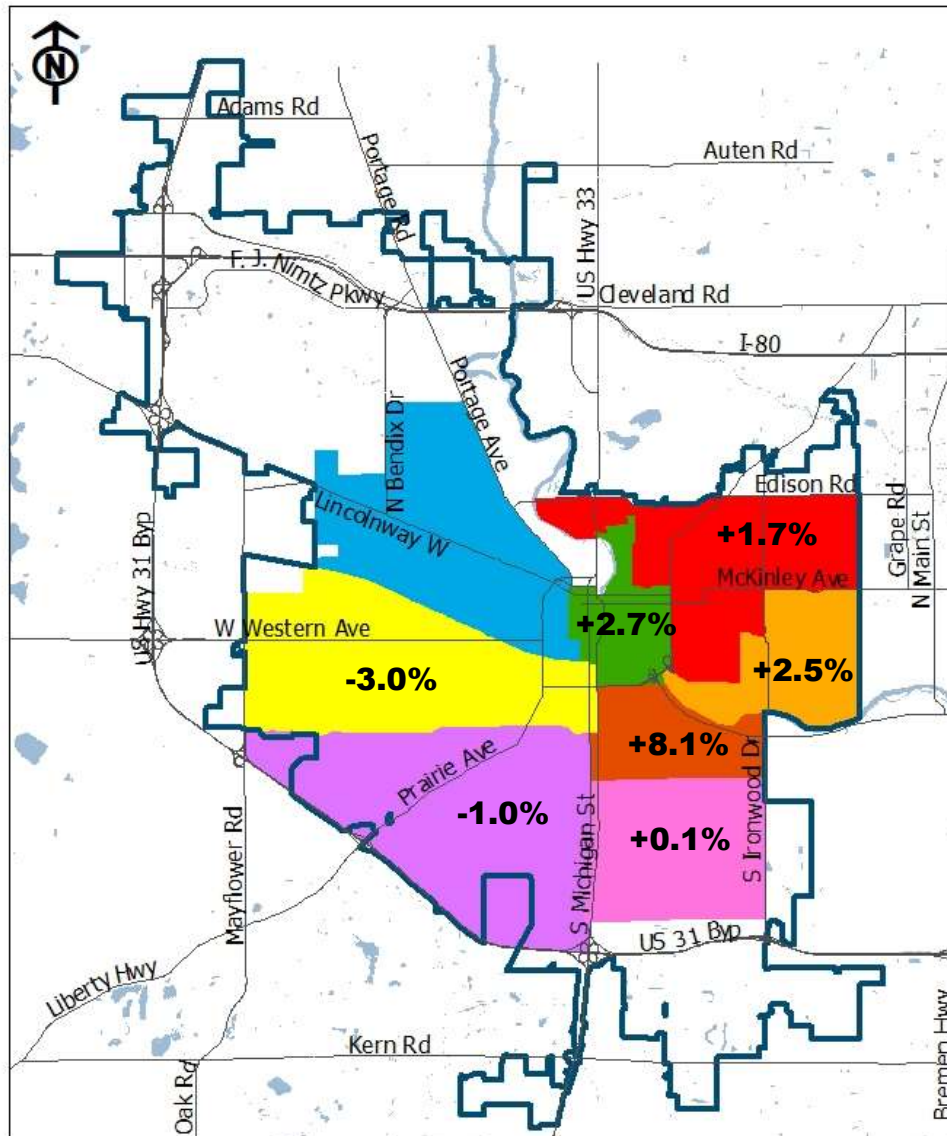 N
Adams Rd
Auten Rd
Portage Rd
US Hwy 33
F. J. Nimtz Pkwy
Cleveland Rd
I-80
Portage Ave
N Bendix Dr
Edison Rd
Lincolnway W
Grape Rd
N Main St
+1.7%
McKinley Ave
US Hwy 31 Byp
W Western Ave
+2.7%
+2.5%
-3.0%
+8.1%
Prairie Ave
S Ironwood Dr
-1.0%
+0.1%
S Michigan St
Mayflower Rd
US 31 Byp
Liberty Hwy
Kern Rd
Oak Rd
Bremen Hwy